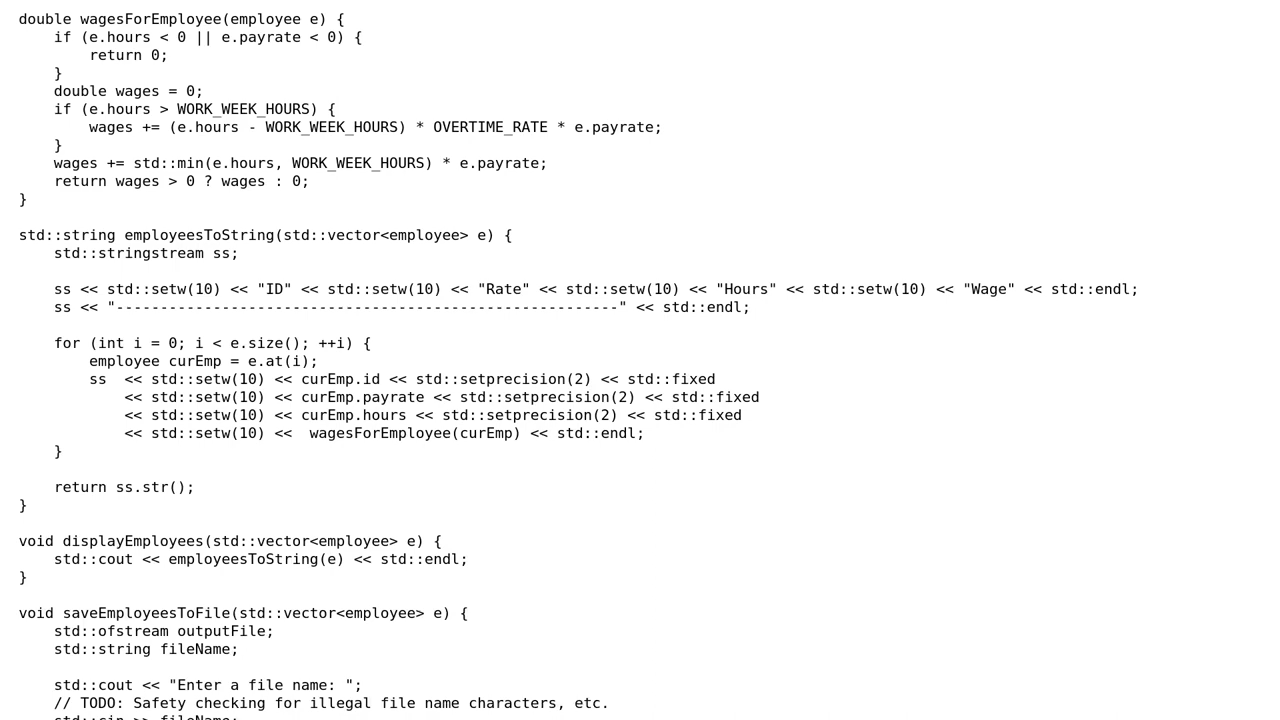 double wagesForEmployee(employee e) {
    if (e.hours < 0 || e.payrate < 0) {
        return 0;
    }
    double wages = 0;
    if (e.hours > WORK_WEEK_HOURS) {
        wages += (e.hours - WORK_WEEK_HOURS) * OVERTIME_RATE * e.payrate;
    }
    wages += std::min(e.hours, WORK_WEEK_HOURS) * e.payrate;
    return wages > 0 ? wages : 0;
}

std::string employeesToString(std::vector<employee> e) {
    std::stringstream ss;

    ss << std::setw(10) << "ID" << std::setw(10) << "Rate" << std::setw(10) << "Hours" << std::setw(10) << "Wage" << std::endl;
    ss << "---------------------------------------------------------" << std::endl;

    for (int i = 0; i < e.size(); ++i) {
        employee curEmp = e.at(i);
        ss  << std::setw(10) << curEmp.id << std::setprecision(2) << std::fixed
            << std::setw(10) << curEmp.payrate << std::setprecision(2) << std::fixed
            << std::setw(10) << curEmp.hours << std::setprecision(2) << std::fixed
            << std::setw(10) <<  wagesForEmployee(curEmp) << std::endl;
    }

    return ss.str();
}

void displayEmployees(std::vector<employee> e) {
    std::cout << employeesToString(e) << std::endl;
}

void saveEmployeesToFile(std::vector<employee> e) {
    std::ofstream outputFile;
    std::string fileName;

    std::cout << "Enter a file name: ";
    // TODO: Safety checking for illegal file name characters, etc.
    std::cin >> fileName;